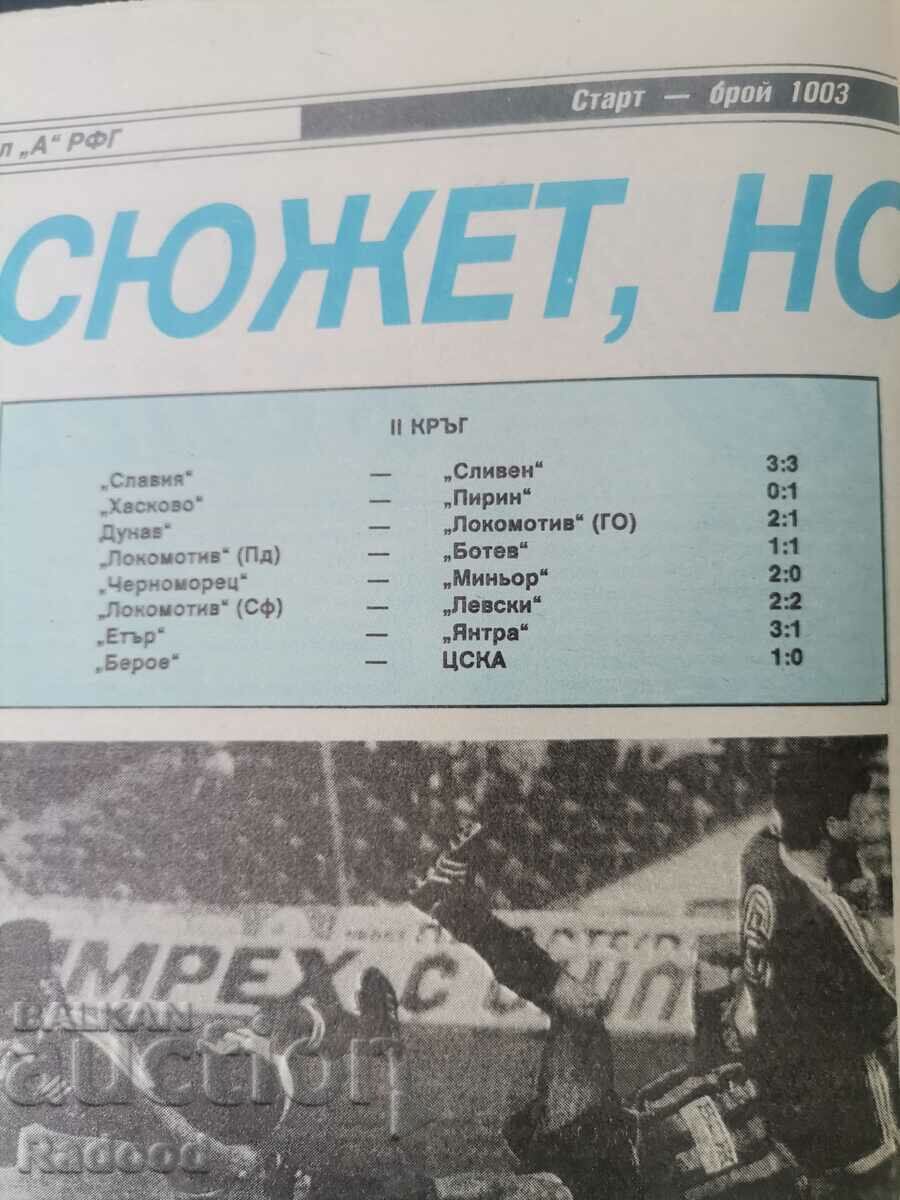 Старт — брой 1003
л „А“ РФГ
СЮЖЕТ, НО
II КРЪГ
„Славия“ — „Сливен“ 3:3
„Хасково“ — „Пирин“ 0:1
Дунав“ — „Локомотив“ (ГО) 2:1
„Локомотив“ (Пд) — „Ботев“ 1:1
„Черноморец“ — „Миньор“ 2:0
„Локомотив“ (Сф) — „Левски“ 2:2
„Етър“ — „Янтра“ 3:1
„Берое“ — ЦСКА 1:0
IMPEX
BALKAN
auction
Radood